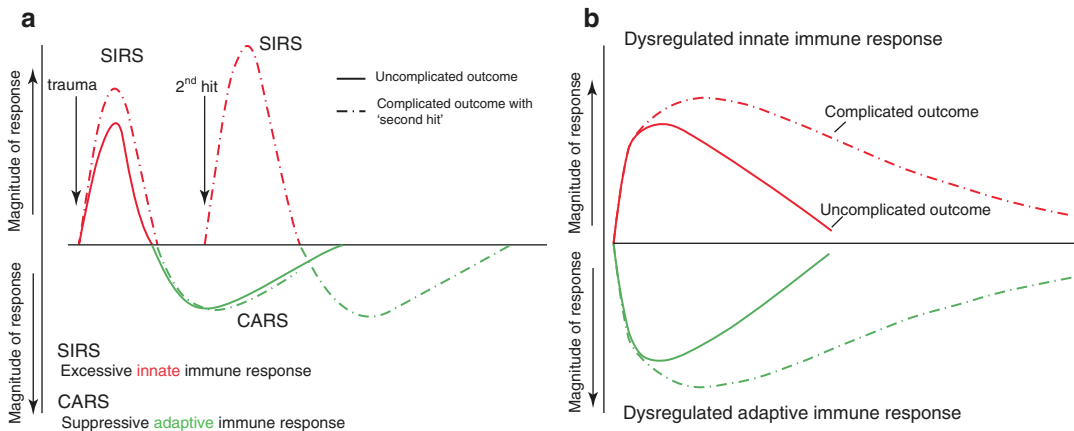 a
SIRS
SIRS
trauma
2nd hit
Uncomplicated outcome
Complicated outcome with
'second hit'
Magnitude of response
Magnitude of response
CARS
SIRS
Excessive innate immune response
CARS
Suppressive adaptive immune response
b
Dysregulated innate immune response
Complicated outcome
Uncomplicated outcome
Magnitude of response
Magnitude of response
Dysregulated adaptive immune response